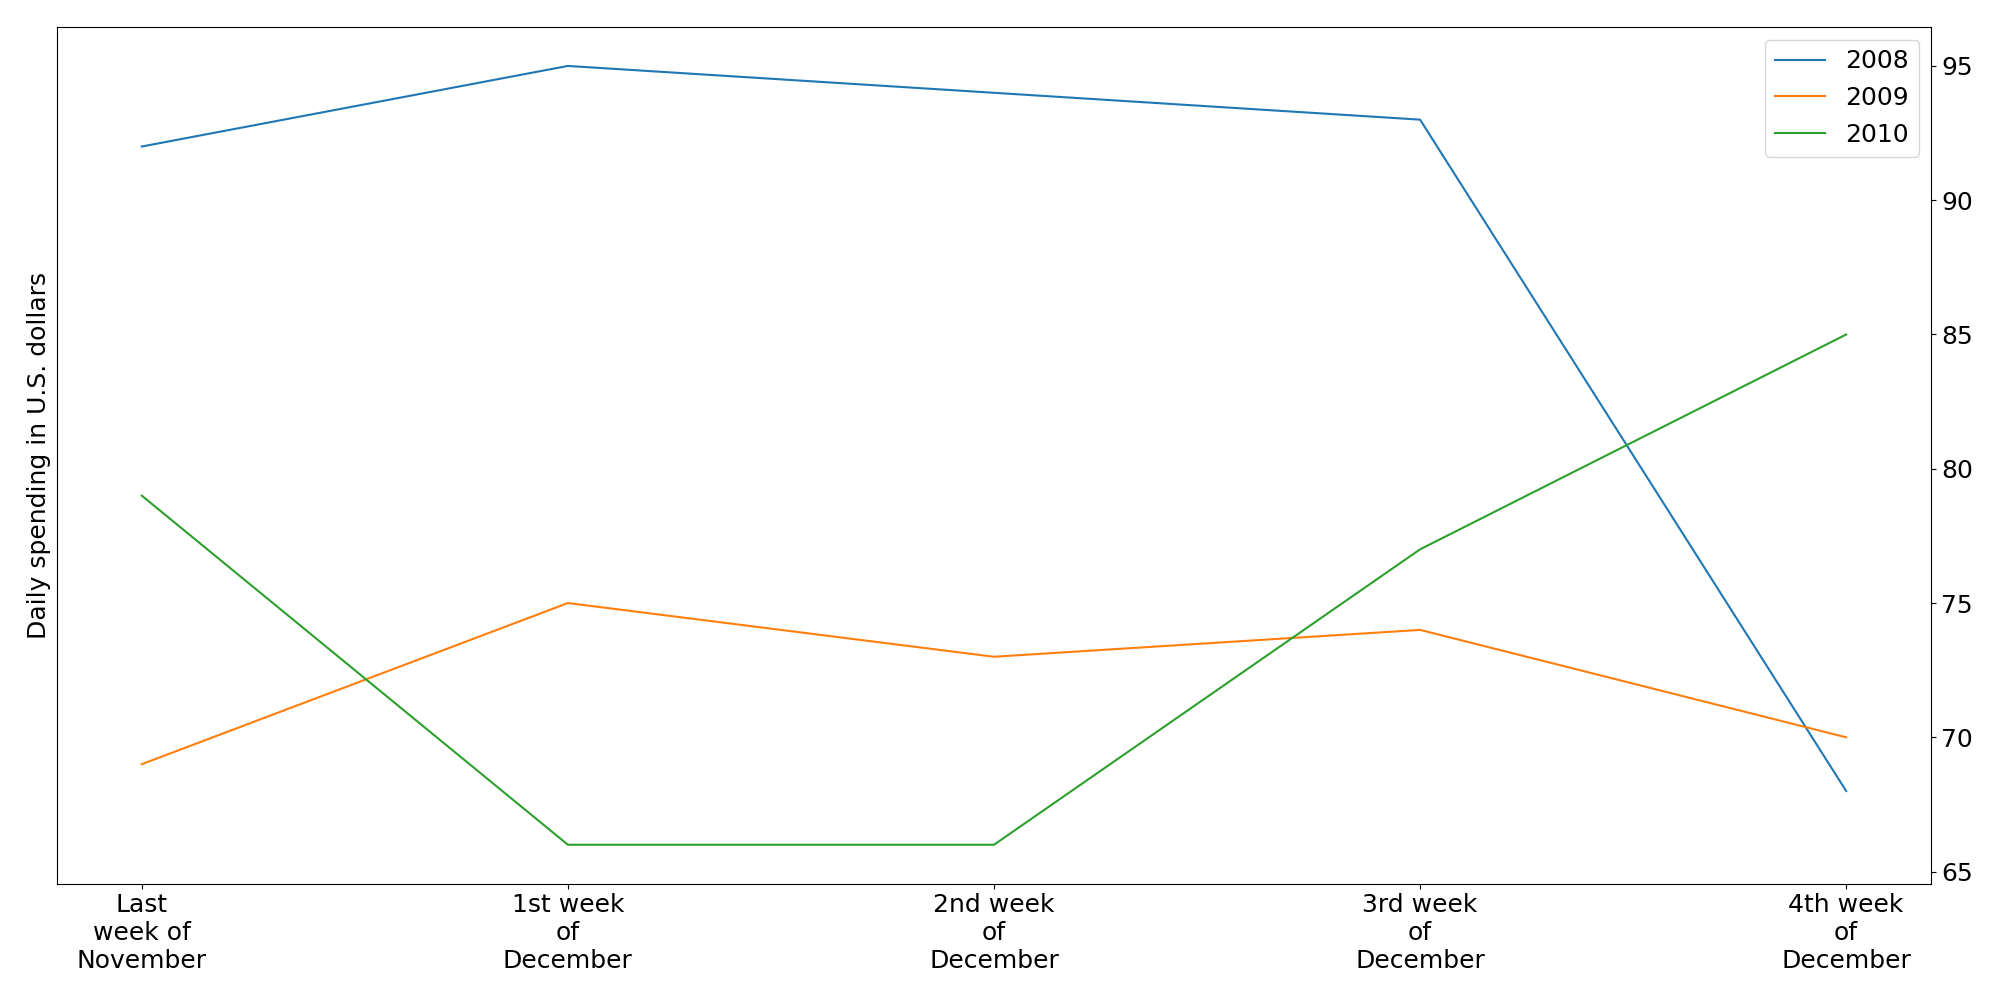 Daily spending in U.S. dollars
2008
2009
2010
95
90
85
80
75
70
65
Last
week of
November
1st week
of
December
2nd week
of
December
3rd week
of
December
4th week
of
December